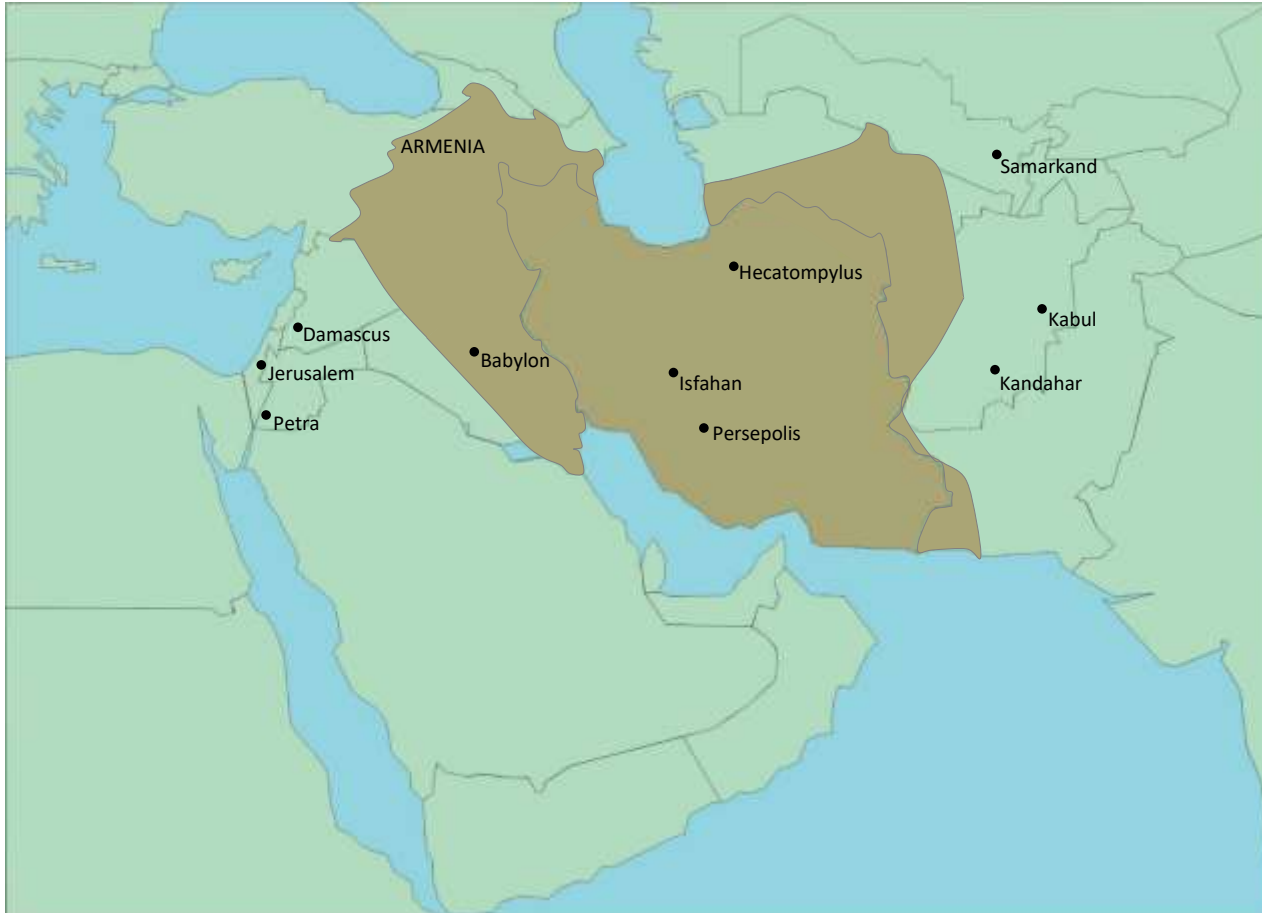 ARMENIA
Samarkand
Hecatompylus
Kabul
Damascus
Babylon
Jerusalem
Isfahan
Kandahar
Petra
Persepolis